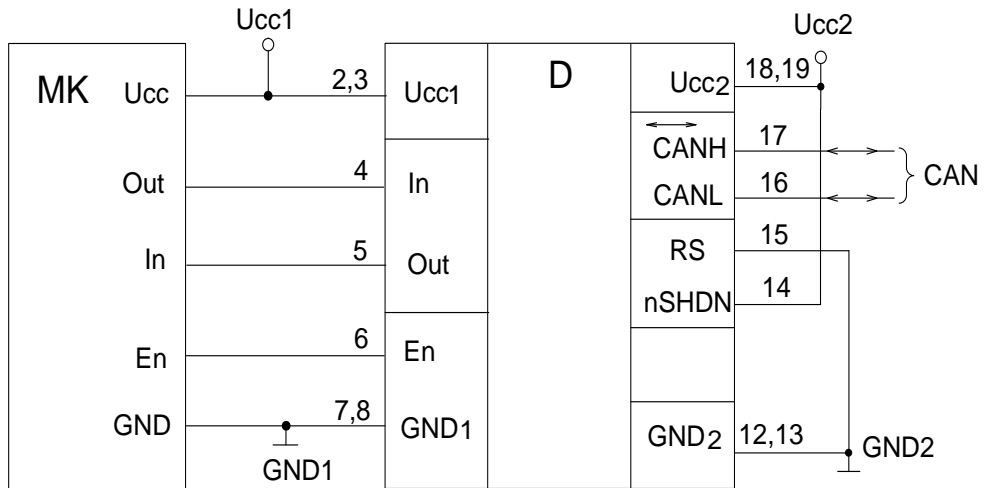 Ucc1
Ucc2
MK
Ucc
2,3
Ucc1
D
Ucc2
18,19
CANH
17
Out
4
In
CANL
16
CAN
In
5
Out
RS
15
nSHDN
14
En
6
En
GND
7,8
GND1
GND2
12,13
GND2
GND1